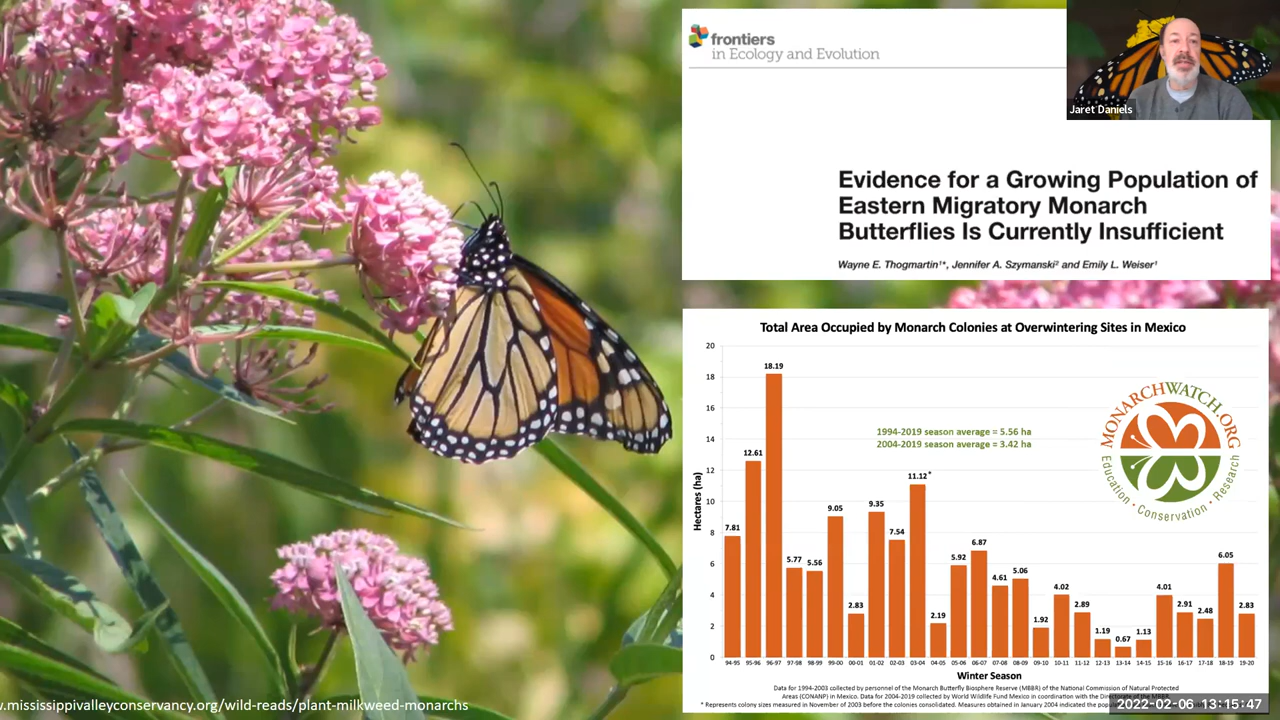 frontiers
in Ecology and Evolution
Jaret Daniels
Evidence for a Growing Population of
Eastern Migratory Monarch
Butterflies Is Currently Insufficient
Wayne E. Thogmartin¹*, Jennifer A. Szymanski² and Emily L. Weiser¹
Total Area Occupied by Monarch Colonies at Overwintering Sites in Mexico
1994-2019 season average = 5.56 ha
2004-2019 season average = 3.42 ha
MONARCHWATCH.ORG
Education • Conservation • Research
Hectares (ha)
20
18
16
14
12
10
8
6
4
2
0
7.81
12.61
18.19
5.77
5.56
9.05
2.83
9.35
7.54
11.12*
2.19
5.92
6.87
4.61
5.06
1.92
4.02
2.89
1.19
0.67
1.13
4.01
2.91
2.48
6.05
2.83
94-95 95-96 96-97 97-98 98-99 99-00 00-01 01-02 02-03 03-04 04-05 05-06 06-07 07-08 08-09 09-10 10-11 11-12 12-13 13-14 14-15 15-16 16-17 17-18 18-19 19-20
Winter Season
Data for 1994-2003 collected by personnel of the Monarch Butterfly Biosphere Reserve (MBBR) of the National Commission of Natural Protected
Areas (CONANP) in Mexico. Data for 2004-2019 collected by World Wildlife Fund Mexico in coordination with the Directorate of the MBBR.
* Represents colony sizes measured in November of 2003 before the colonies consolidated. Measures obtained in January 2004 indicated the
.mississippivalleyconservancy.org/wild-reads/plant-milkweed-monarchs
2022-02-06 13:15:47